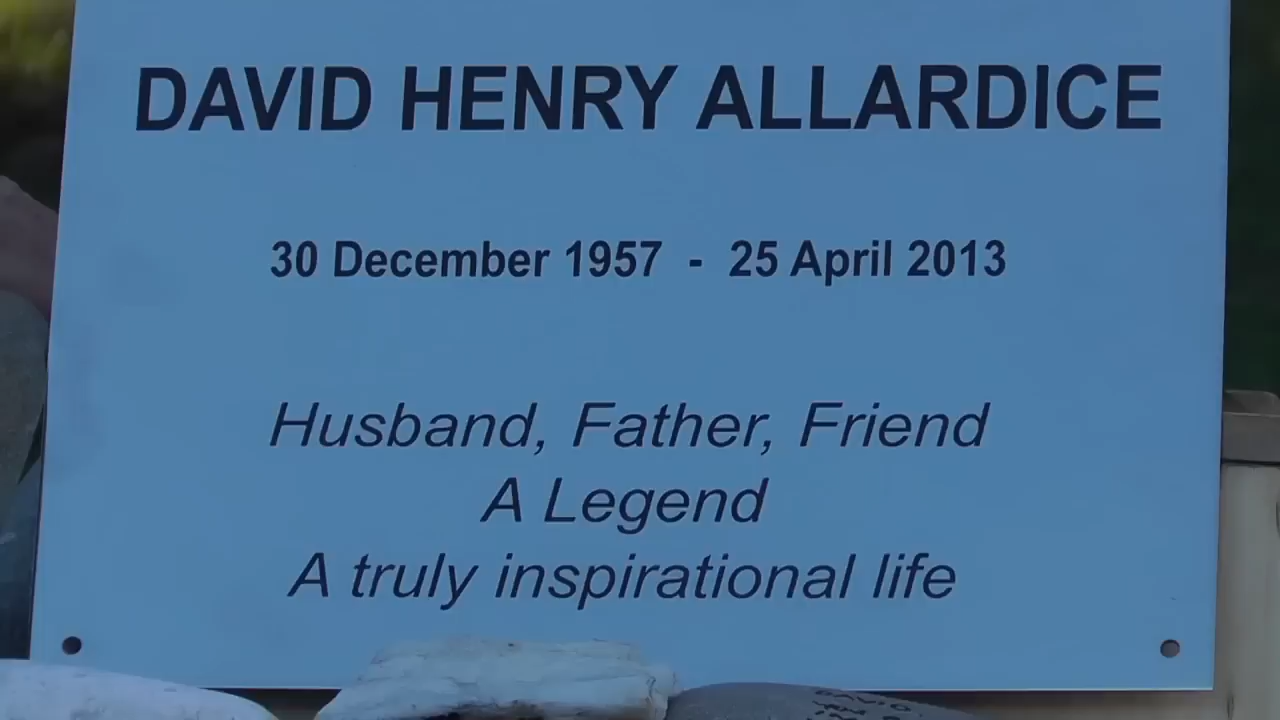 DAVID HENRY ALLARDICE
30 December 1957 - 25 April 2013
Husband, Father, Friend
A Legend
A truly inspirational life